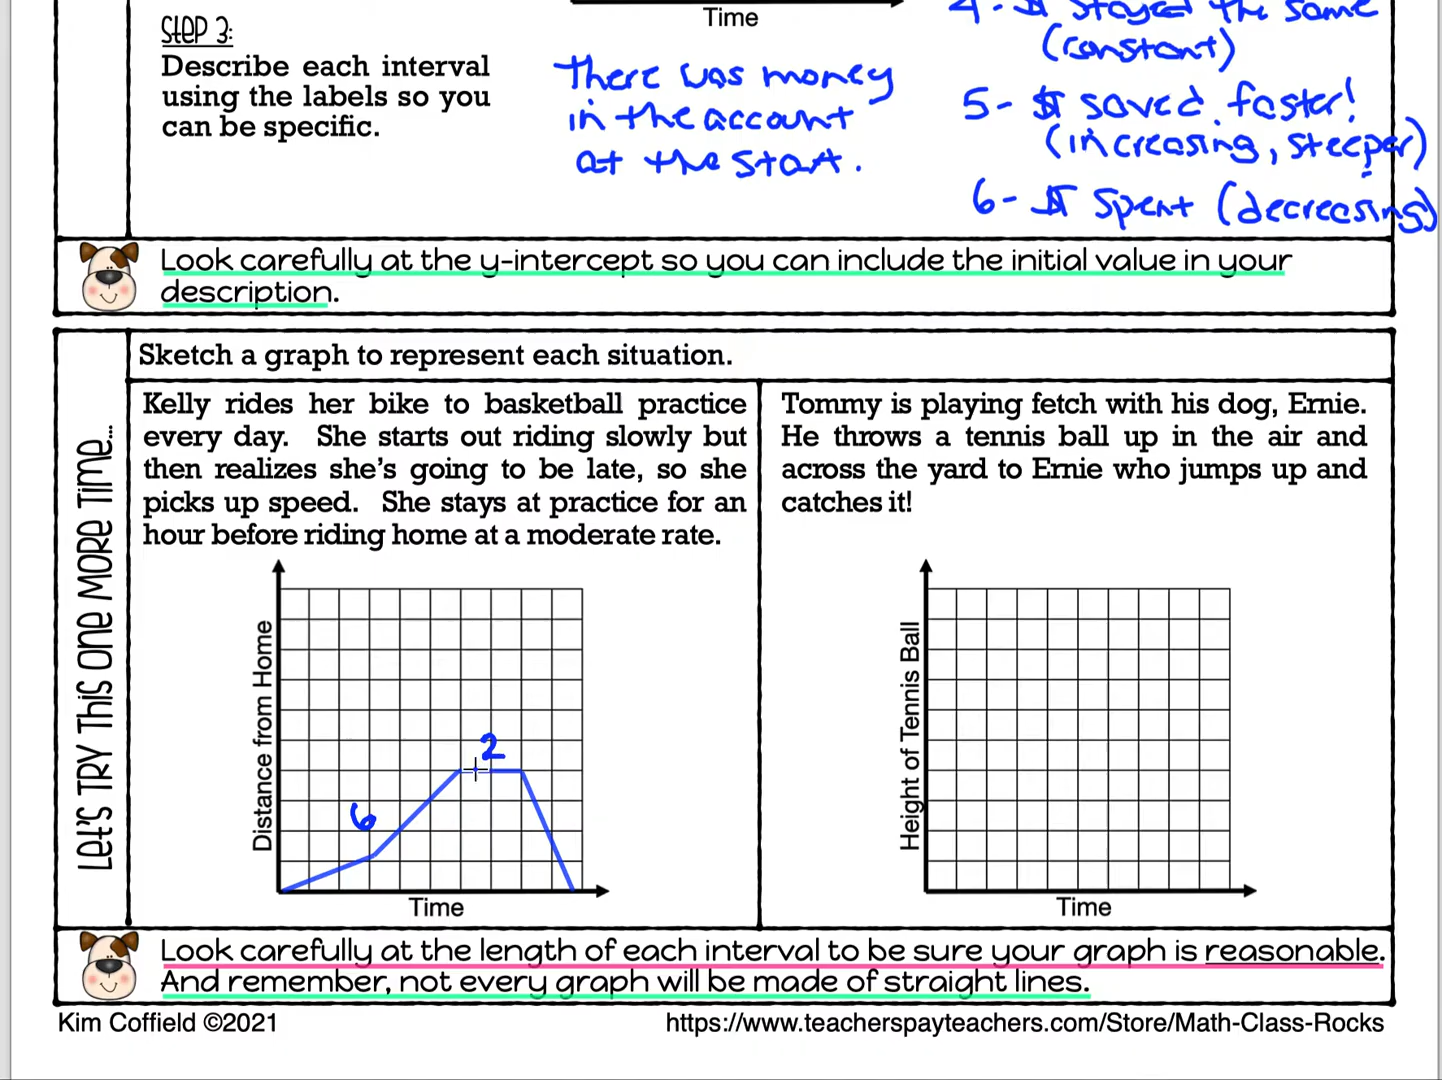 Time
4- $ stayed the same
(constant)
Step 3:
Describe each interval
using the labels so you
can be specific.
There was money
in the account
at the start.
5- $ saved faster!
(increasing, steeper)
6- $ spent (decreasing)
Look carefully at the y-intercept so you can include the initial value in your
description.
Let's TRY THIS ONE MORE TIME...
Sketch a graph to represent each situation.
Kelly rides her bike to basketball practice
every day. She starts out riding slowly but
then realizes she's going to be late, so she
picks up speed. She stays at practice for an
hour before riding home at a moderate rate.
Distance from Home
6
2
Time
Tommy is playing fetch with his dog, Ernie.
He throws a tennis ball up in the air and
across the yard to Ernie who jumps up and
catches it!
Height of Tennis Ball
Time
Look carefully at the length of each interval to be sure your graph is reasonable.
And remember, not every graph will be made of straight lines.
Kim Coffield ©2021
https://www.teacherspayteachers.com/Store/Math-Class-Rocks